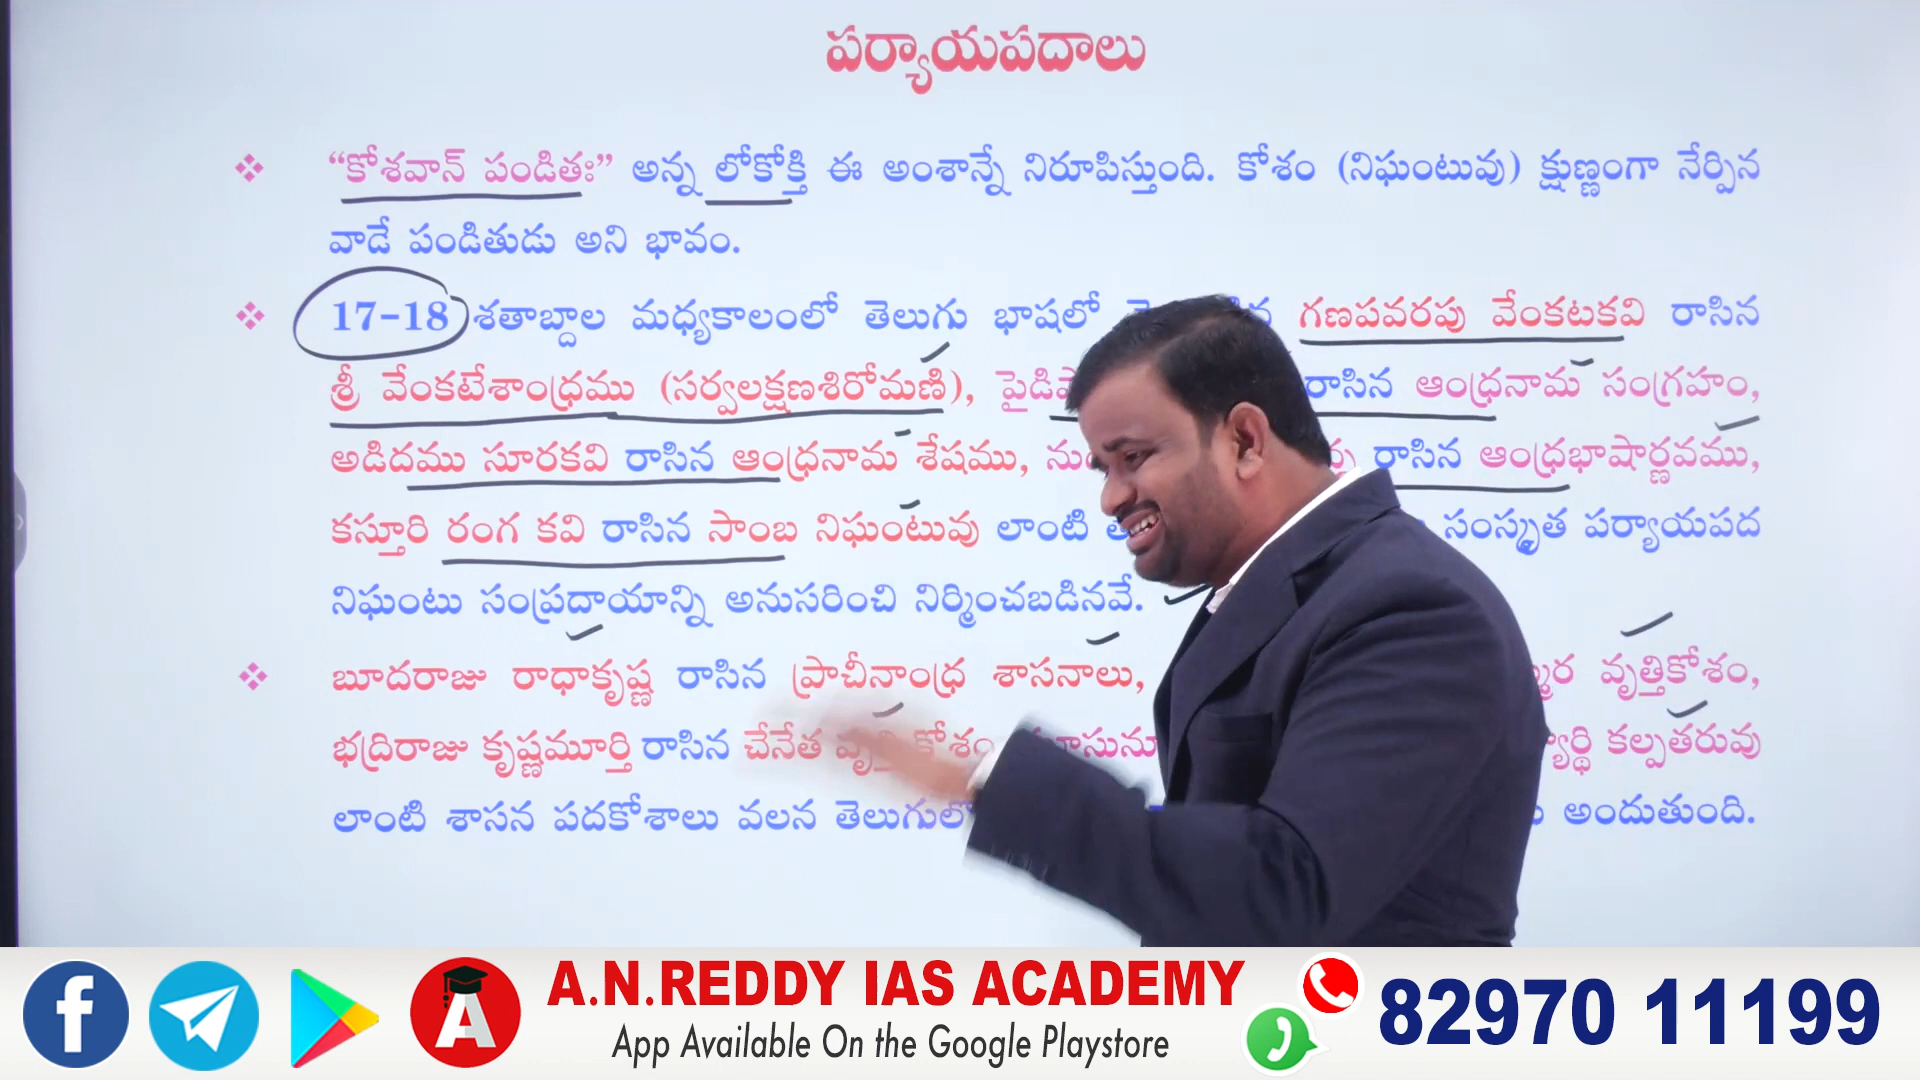 పర్యాయపదాలు
“కోశవాన్ పండితః” అన్న లోకోక్తి ఈ అంశాన్నే నిరూపిస్తుంది. కోశం (నిఘంటువు) క్షుణ్ణంగా నేర్పిన
వాడే పండితుడు అని భావం.
17-18 శతాబ్దాల మధ్యకాలంలో తెలుగు భాషలో గణపవరపు వేంకటకవి రాసిన
శ్రీ వేంకటేశాంధ్రము (సర్వలక్షణశిరోమణి), రాసిన ఆంధ్రనామ సంగ్రహం,
అడిదము సూరకవి రాసిన ఆంధ్రనామ శేషము, రాసిన ఆంధ్రభాషార్ణవము,
కస్తూరి రంగ కవి రాసిన సాంబ నిఘంటువు లాంటి సంస్కృత పర్యాయపద
నిఘంటు సంప్రదాయాన్ని అనుసరించి నిర్మించబడినవే.
బూదరాజు రాధాకృష్ణ రాసిన ప్రాచీనాంధ్ర శాసనాలు, వృత్తికోశం,
భద్రిరాజు కృష్ణమూర్తి రాసిన చేనేత వృత్తి కోశం కల్పతరువు
లాంటి శాసన పదకోశాలు వలన అందుతుంది.
A.N.REDDY IAS ACADEMY
App Available On the Google Playstore
82970 11199